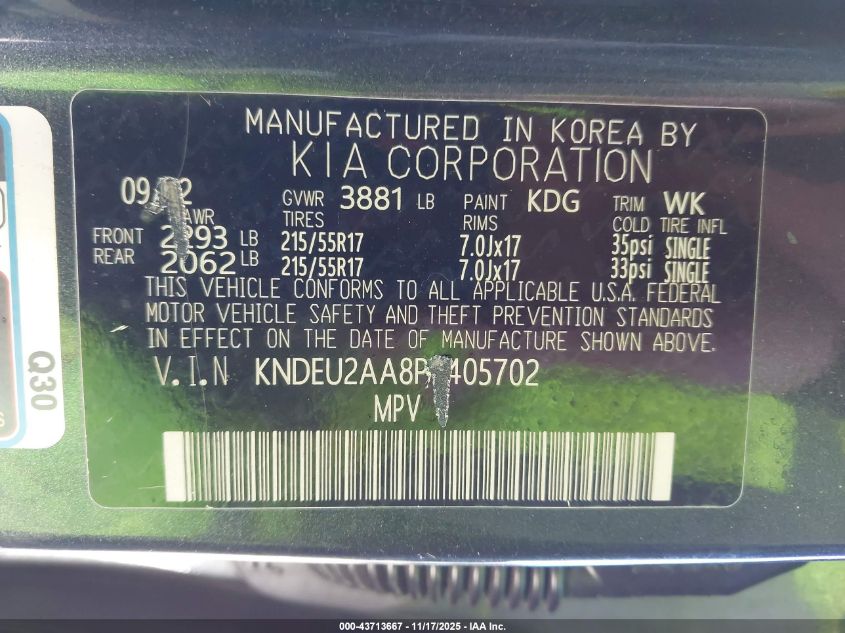 MANUFACTURED IN KOREA BY
KIA CORPORATION
GVWR 3881 LB PAINT KDG TRIM WK
TIRES RIMS COLD TIRE INFL
FRONT LB 215/55R17 7.0Jx17 35psi SINGLE
REAR 2062 LB 215/55R17 7.0Jx17 33psi SINGLE
THIS VEHICLE CONFORMS TO ALL APPLICABLE U.S.A. FEDERAL
MOTOR VEHICLE SAFETY AND THEFT PREVENTION STANDARDS
IN EFFECT ON THE DATE OF MANUFACTURE SHOWN ABOVE.
V.I.N
MPV
Q30
000-43713667 - 11/17/2025 - IAA Inc.